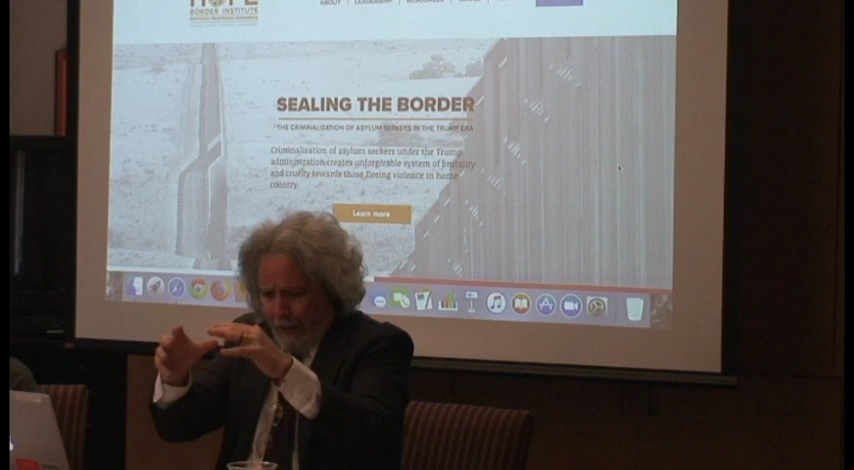 HOPE
BORDER INSTITUTE
ABOUT LEADERSHIP RESOURCES
SEALING THE BORDER
THE CRIMINALIZATION OF ASYLUM SEEKERS IN THE TRUMP ERA
Criminalization of asylum seekers under the Trump
administration creates unforgivable system of brutality
and cruelty towards those fleeing violence in home
country.
Learn more